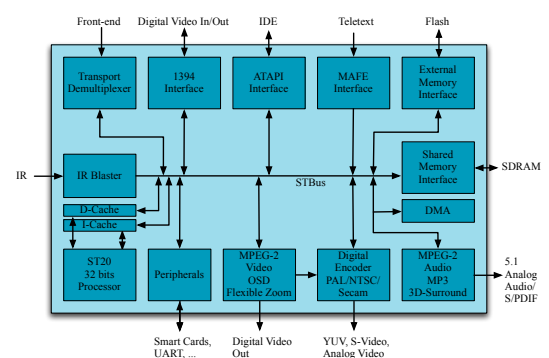 Front-end
Digital Video In/Out
IDE
Teletext
Flash
Transport
Demultiplexer
1394
Interface
ATAPI
Interface
MAFE
Interface
External
Memory
Interface
IR
IR Blaster
STBus
Shared
Memory
Interface
SDRAM
D-Cache
I-Cache
DMA
ST20
32 bits
Processor
Peripherals
MPEG-2
Video
OSD
Flexible Zoom
Digital
Encoder
PAL/NTSC/
Secam
MPEG-2
Audio
MP3
3D-Surround
5.1
Analog
Audio/
S/PDIF
Smart Cards,
UART, ...
Digital Video
Out
YUV, S-Video,
Analog Video